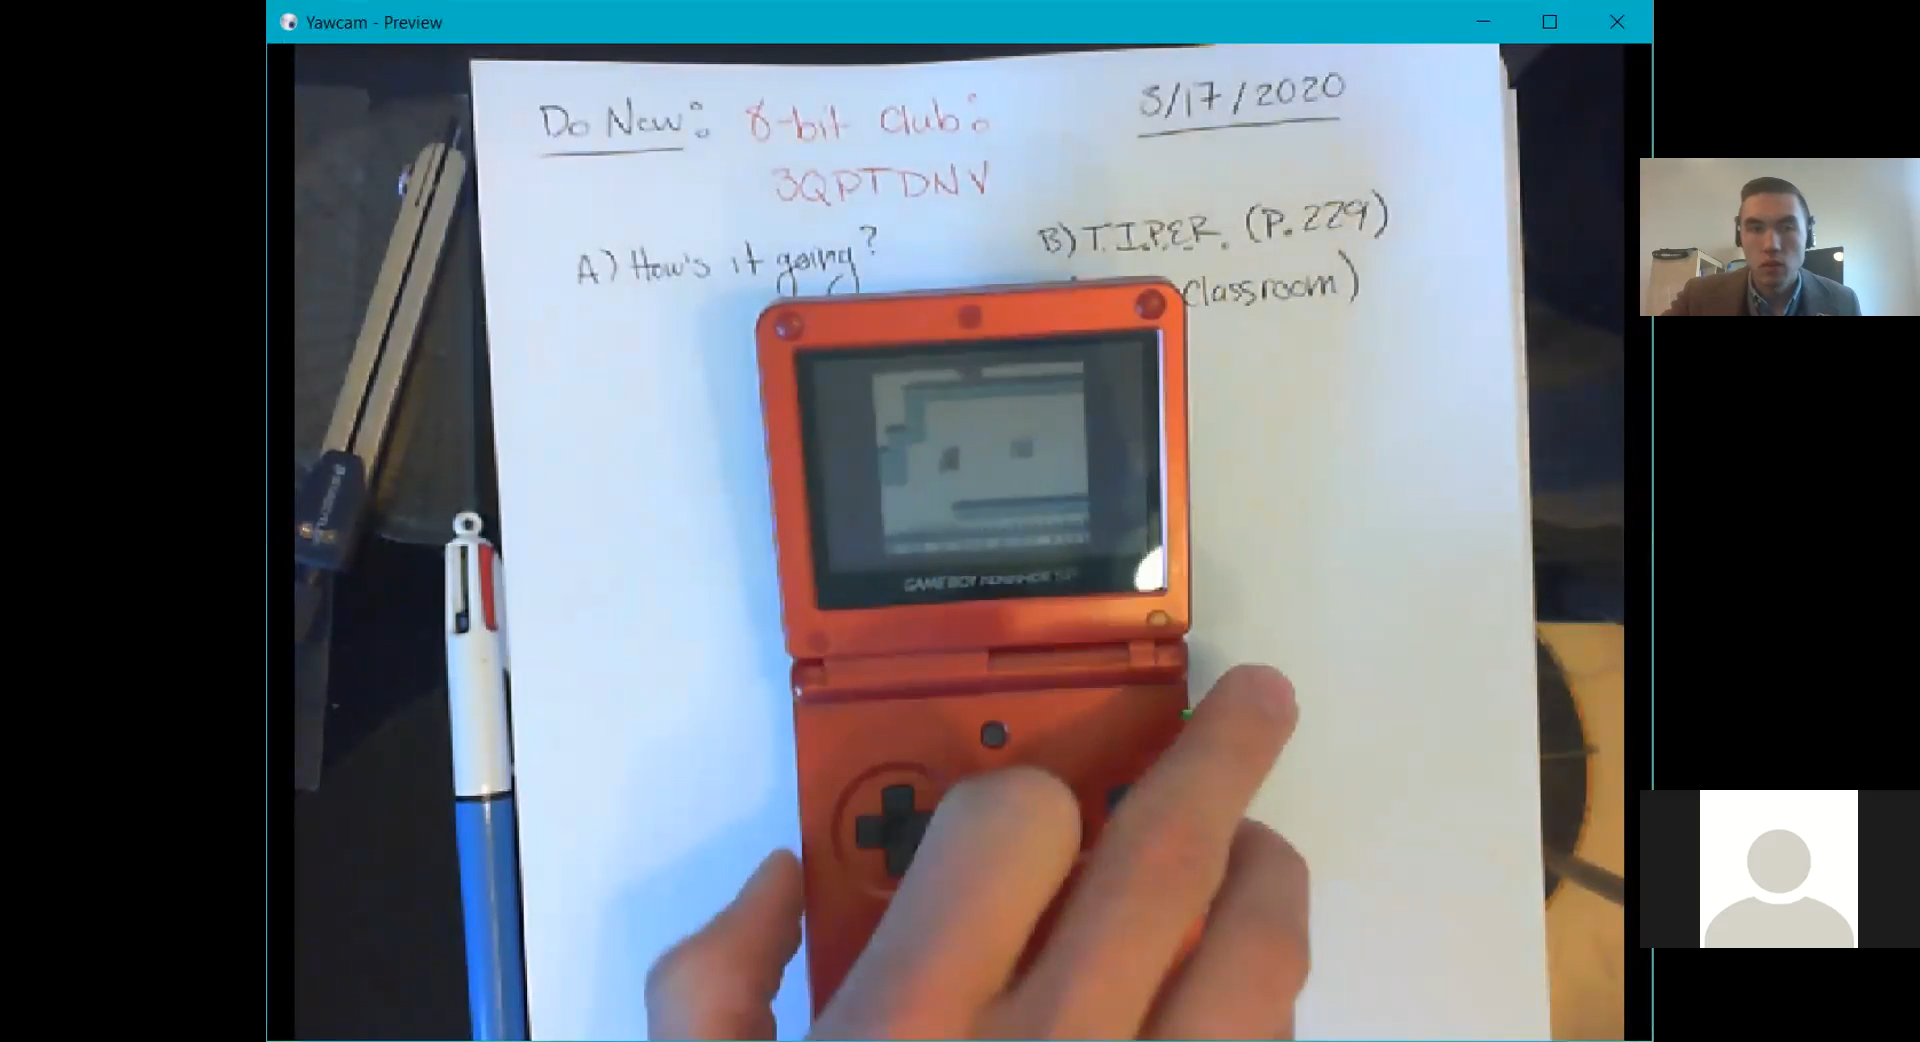 Yawcam - Preview
Do Now: 8-bit Club:
3QPTDNV
5/17/2020
A) How's it going?
B) T.I.P.E.R. (P. 229)
classroom)
GAME BOY ADVANCE SP